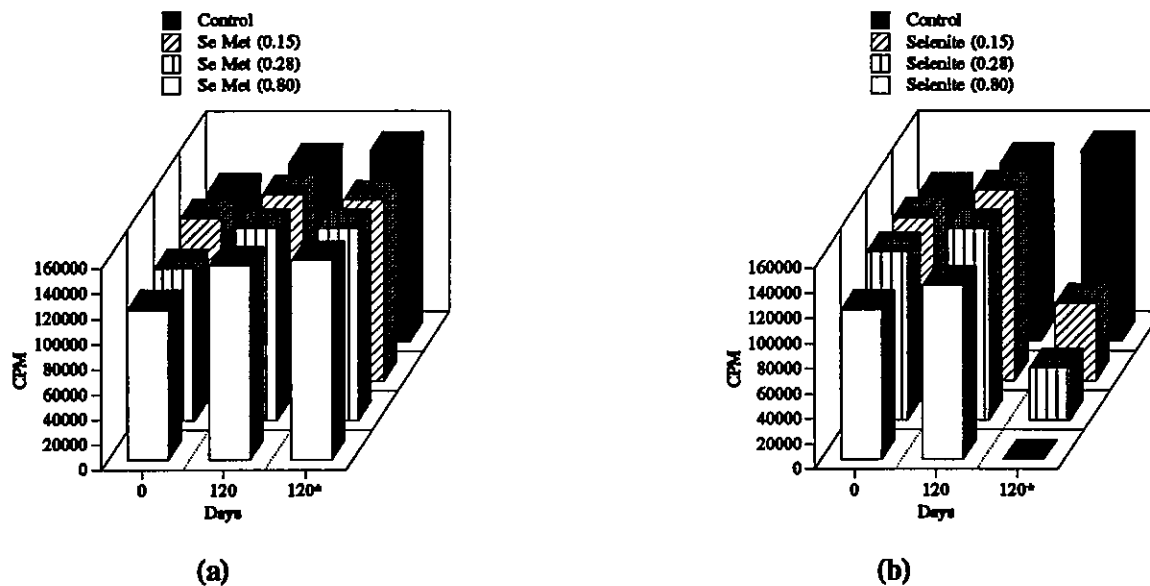 Control
Se Met (0.15)
Se Met (0.28)
Se Met (0.80)
160000
140000
120000
100000
80000
60000
40000
20000
0
CPM
0 120 120*
Days
(a)
Control
Selenite (0.15)
Selenite (0.28)
Selenite (0.80)
160000
140000
120000
100000
80000
60000
40000
20000
0
CPM
0 120 120*
Days
(b)